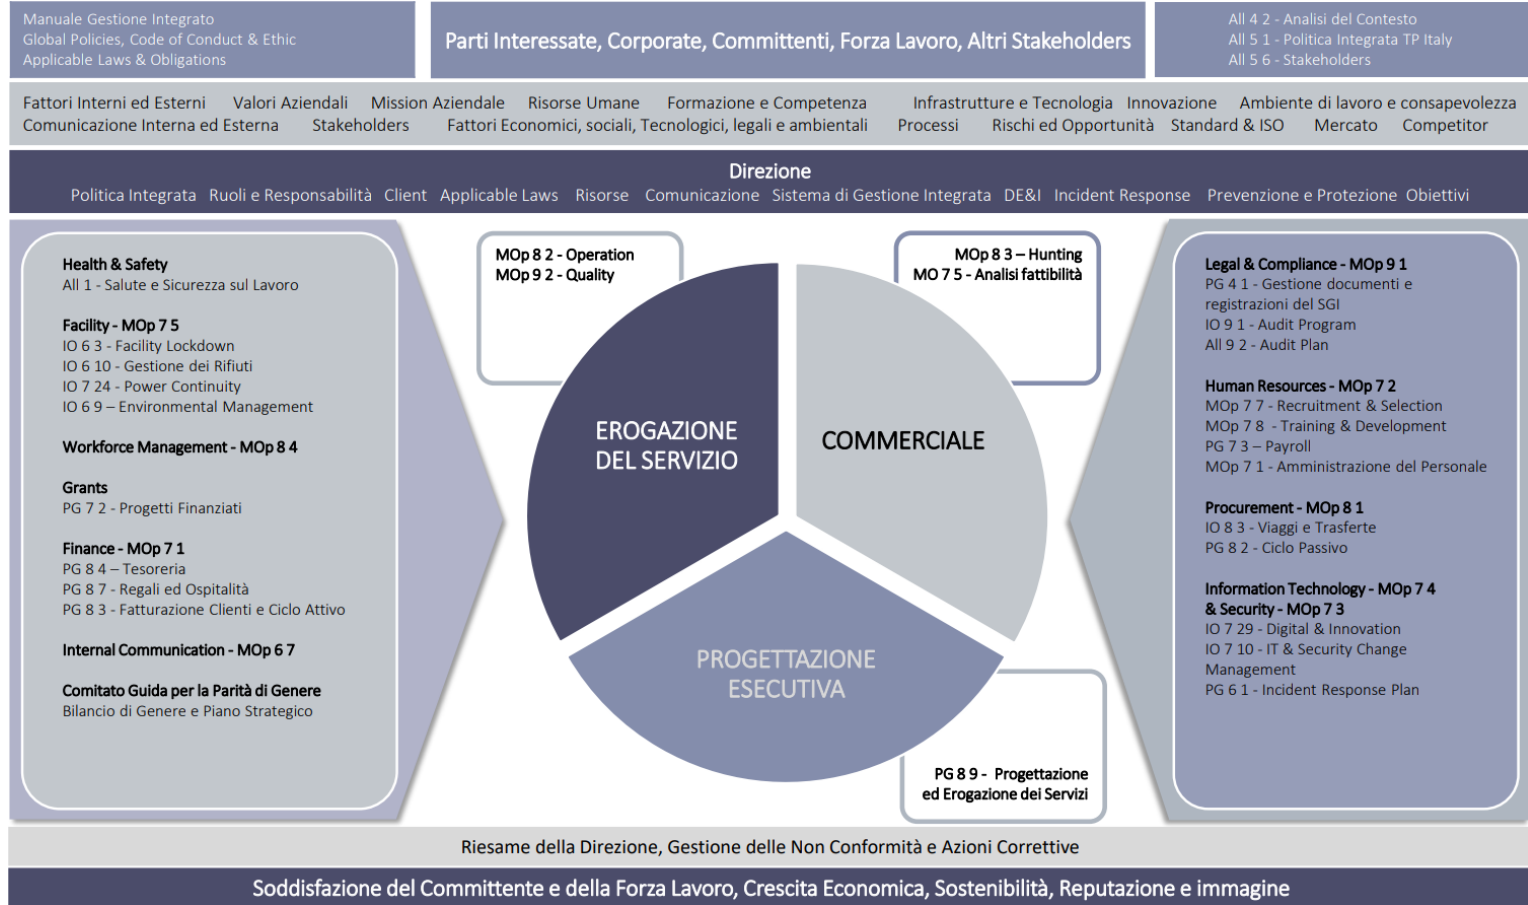 Manuale Gestione Integrato
Global Policies, Code of Conduct & Ethic
Applicable Laws & Obligations
Parti Interessate, Corporate, Committenti, Forza Lavoro, Altri Stakeholders
All 4 2 - Analisi del Contesto
All 5 1 - Politica Integrata TP Italy
All 5 6 - Stakeholders
Fattori Interni ed Esterni Valori Aziendali Mission Aziendale Risorse Umane Formazione e Competenza Infrastrutture e Tecnologia Innovazione Ambiente di lavoro e consapevolezza
Comunicazione Interna ed Esterna Stakeholders Fattori Economici, sociali, Tecnologici, legali e ambientali Processi Rischi ed Opportunità Standard & ISO Mercato Competitor
Direzione
Politica Integrata Ruoli e Responsabilità Client Applicable Laws Risorse Comunicazione Sistema di Gestione Integrata DE&I Incident Response Prevenzione e Protezione Obiettivi
Health & Safety
All 1 - Salute e Sicurezza sul Lavoro
Facility - MOp 7 5
IO 6 3 - Facility Lockdown
IO 6 10 - Gestione dei Rifiuti
IO 7 24 - Power Continuity
IO 6 9 – Environmental Management
Workforce Management - MOp 8 4
Grants
PG 7 2 - Progetti Finanziati
Finance - MOp 7 1
PG 8 4 – Tesoreria
PG 8 7 - Regali ed Ospitalità
PG 8 3 - Fatturazione Clienti e Ciclo Attivo
Internal Communication - MOp 6 7
Comitato Guida per la Parità di Genere
Bilancio di Genere e Piano Strategico
MOp 8 2 - Operation
MOp 9 2 - Quality
MOp 8 3 – Hunting
MO 7 5 - Analisi fattibilità
EROGAZIONE
DEL SERVIZIO
COMMERCIALE
PROGETTAZIONE
ESECUTIVA
PG 8 9 - Progettazione
ed Erogazione dei Servizi
Legal & Compliance - MOp 9 1
PG 4 1 - Gestione documenti e
registrazioni del SGI
IO 9 1 - Audit Program
All 9 2 - Audit Plan
Human Resources - MOp 7 2
MOp 7 7 - Recruitment & Selection
MOp 7 8 - Training & Development
PG 7 3 – Payroll
MOp 7 1 - Amministrazione del Personale
Procurement - MOp 8 1
IO 8 3 - Viaggi e Trasferte
PG 8 2 - Ciclo Passivo
Information Technology - MOp 7 4
& Security - MOp 7 3
IO 7 29 - Digital & Innovation
IO 7 10 - IT & Security Change
Management
PG 6 1 - Incident Response Plan
Riesame della Direzione, Gestione delle Non Conformità e Azioni Correttive
Soddisfazione del Committente e della Forza Lavoro, Crescita Economica, Sostenibilità, Reputazione e immagine